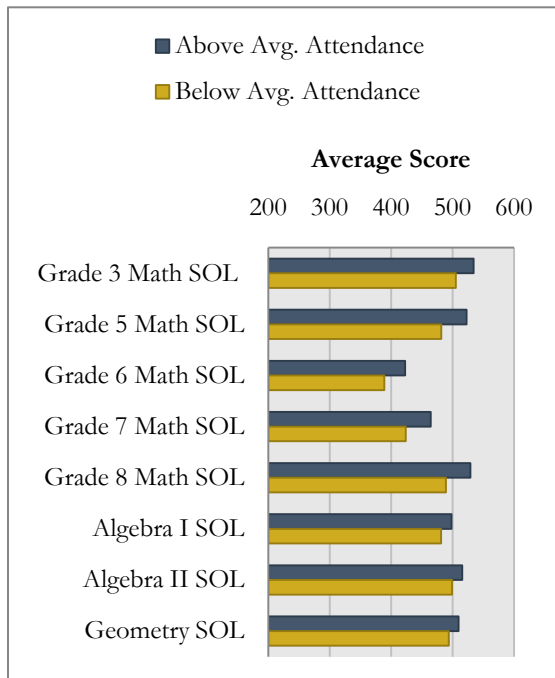 Above Avg. Attendance
Below Avg. Attendance
Average Score
200 300 400 500 600
Grade 3 Math SOL
Grade 5 Math SOL
Grade 6 Math SOL
Grade 7 Math SOL
Grade 8 Math SOL
Algebra I SOL
Algebra II SOL
Geometry SOL